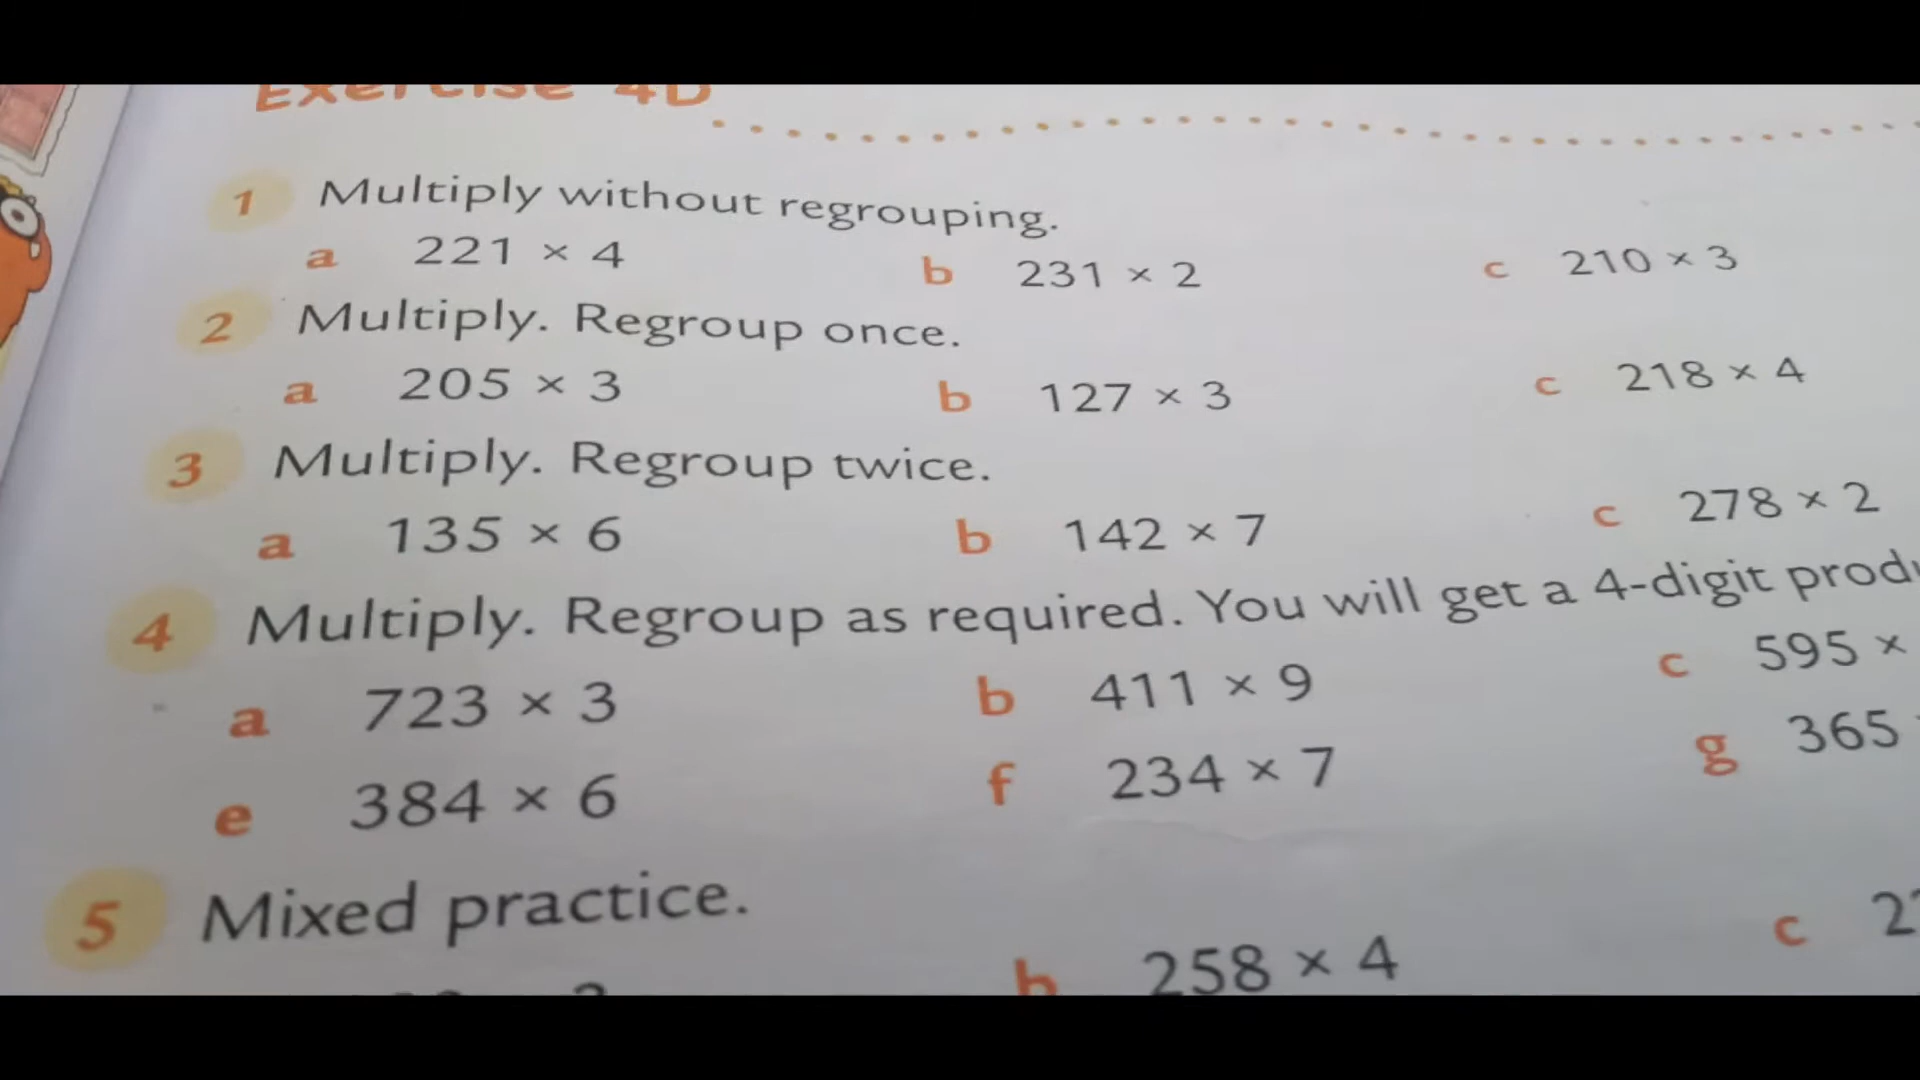 Exercise 4D
1 Multiply without regrouping.
a 221 × 4 b 231 × 2 c 210 × 3
2 Multiply. Regroup once.
a 205 × 3 b 127 × 3 c 218 × 4
3 Multiply. Regroup twice.
a 135 × 6 b 142 × 7 c 278 × 2
4 Multiply. Regroup as required. You will get a 4-digit
a 723 × 3 b 411 × 9 c 595 ×
e 384 × 6 f 234 × 7 g 365
5 Mixed practice.
b 258 × 4 c